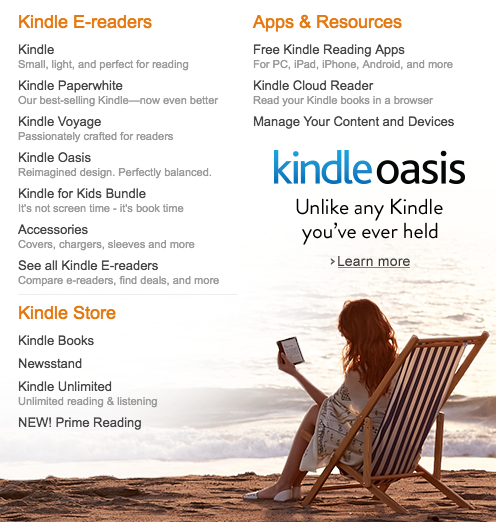 Kindle E-readers
Kindle
Small, light, and perfect for reading
Kindle Paperwhite
Our best-selling Kindle—now even better
Kindle Voyage
Passionately crafted for readers
Kindle Oasis
Reimagined design. Perfectly balanced.
Kindle for Kids Bundle
It's not screen time - it's book time
Accessories
Covers, chargers, sleeves and more
See all Kindle E-readers
Compare e-readers, find deals, and more
Kindle Store
Kindle Books
Newsstand
Kindle Unlimited
Unlimited reading & listening
NEW! Prime Reading
Apps & Resources
Free Kindle Reading Apps
For PC, iPad, iPhone, Android, and more
Kindle Cloud Reader
Read your Kindle books in a browser
Manage Your Content and Devices
kindle oasis
Unlike any Kindle
you've ever held
› Learn more